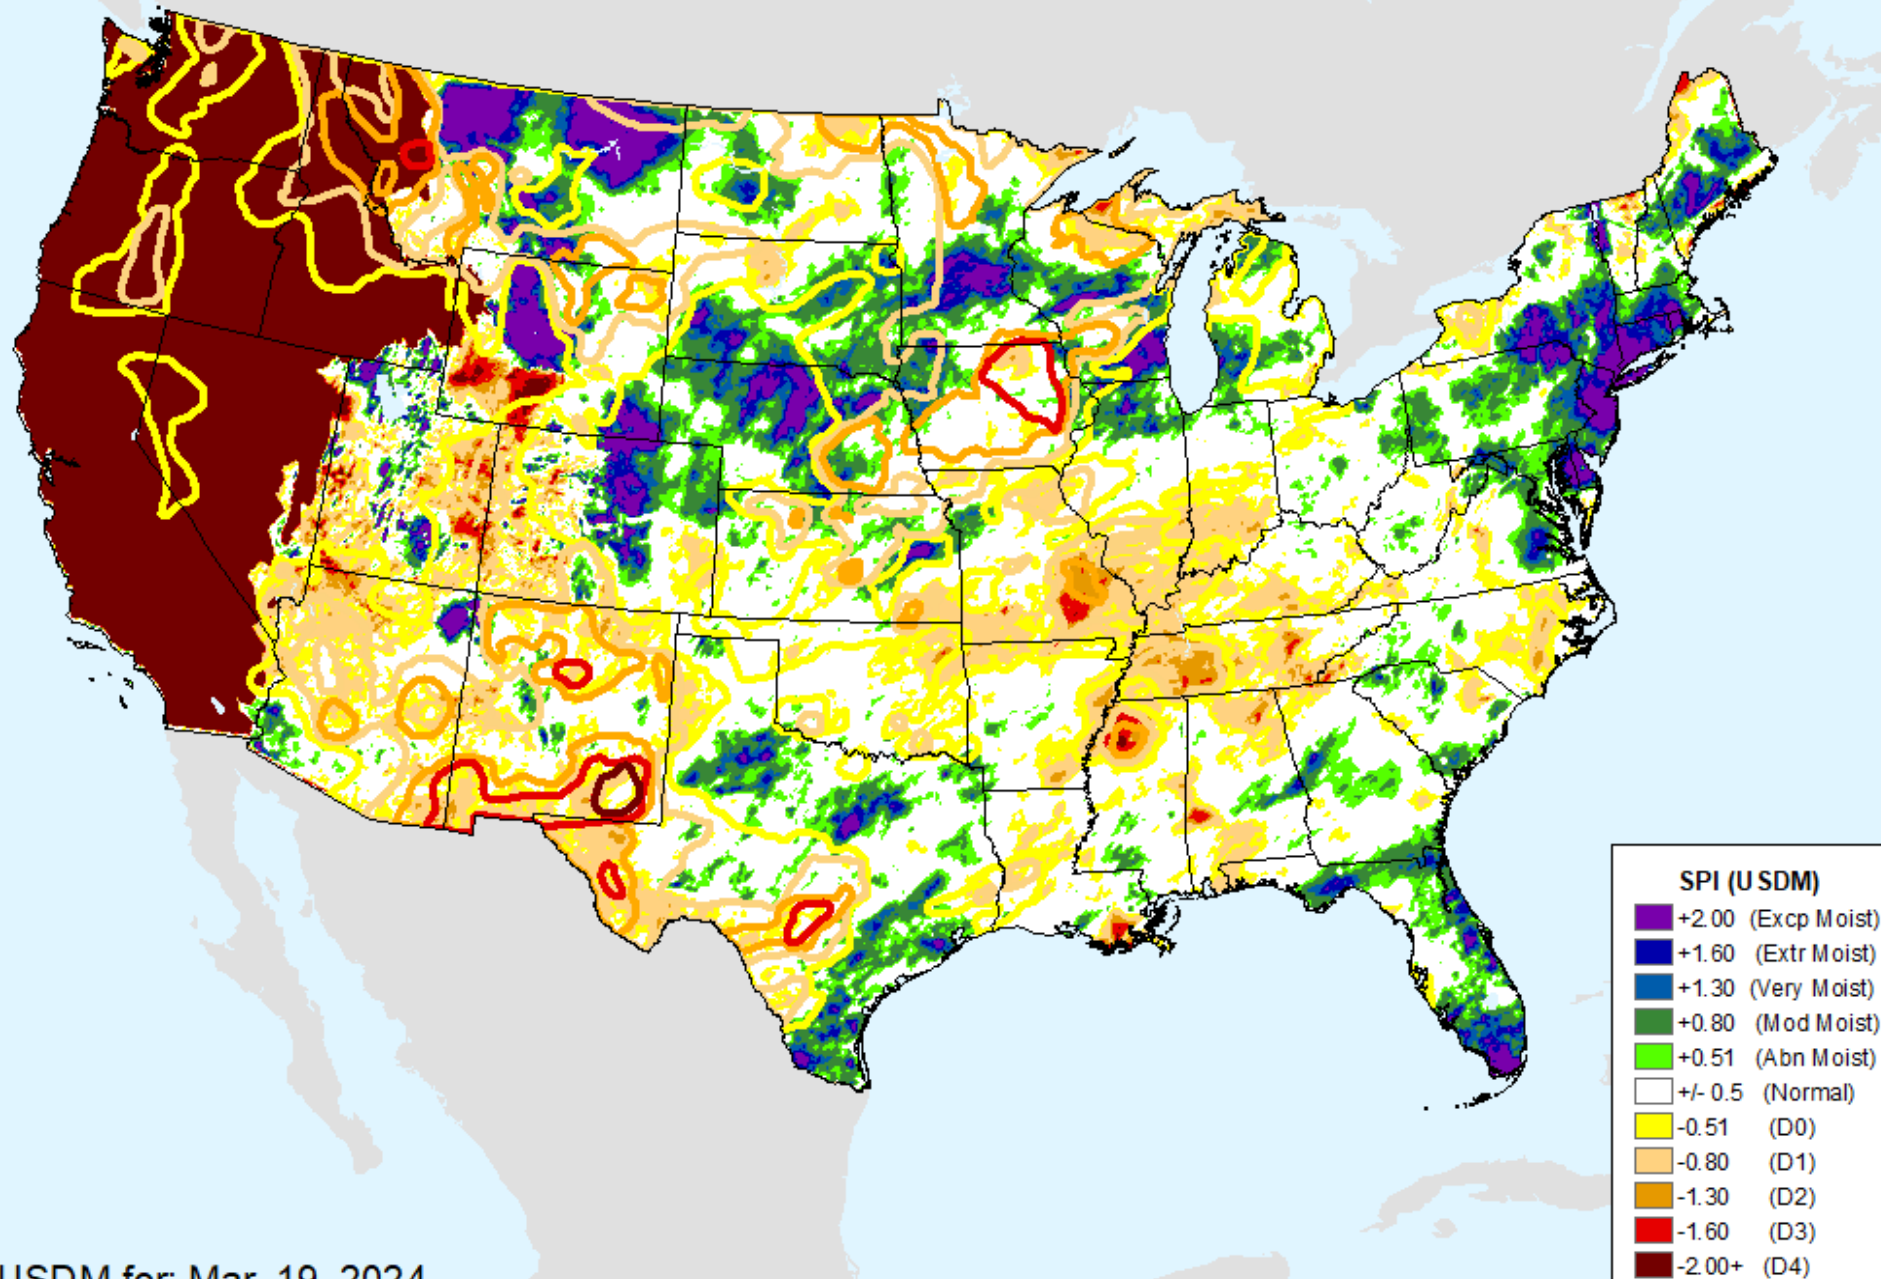 SPI (USDM)
+2.00 (Excp Moist)
+1.60 (Extr Moist)
+1.30 (Very Moist)
+0.80 (Mod Moist)
+0.51 (Abn Moist)
+/- 0.5 (Normal)
-0.51 (D0)
-0.80 (D1)
-1.30 (D2)
-1.60 (D3)
-2.00+ (D4)
USDM for: Mar. 19, 2024